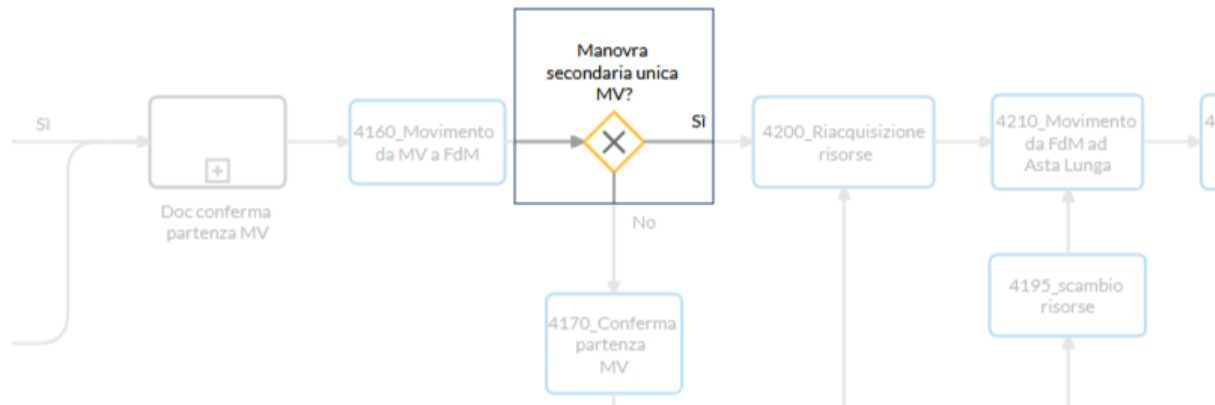 Manovra
secondaria unica
MV?
Sì
Sì
4160_Movimento
da MV a FdM
4200_Riacquisizione
risorse
4210_Movimento
da FdM ad
Asta Lunga
4
Doc conferma
partenza MV
No
4195_scambio
risorse
4170_Conferma
partenza
MV